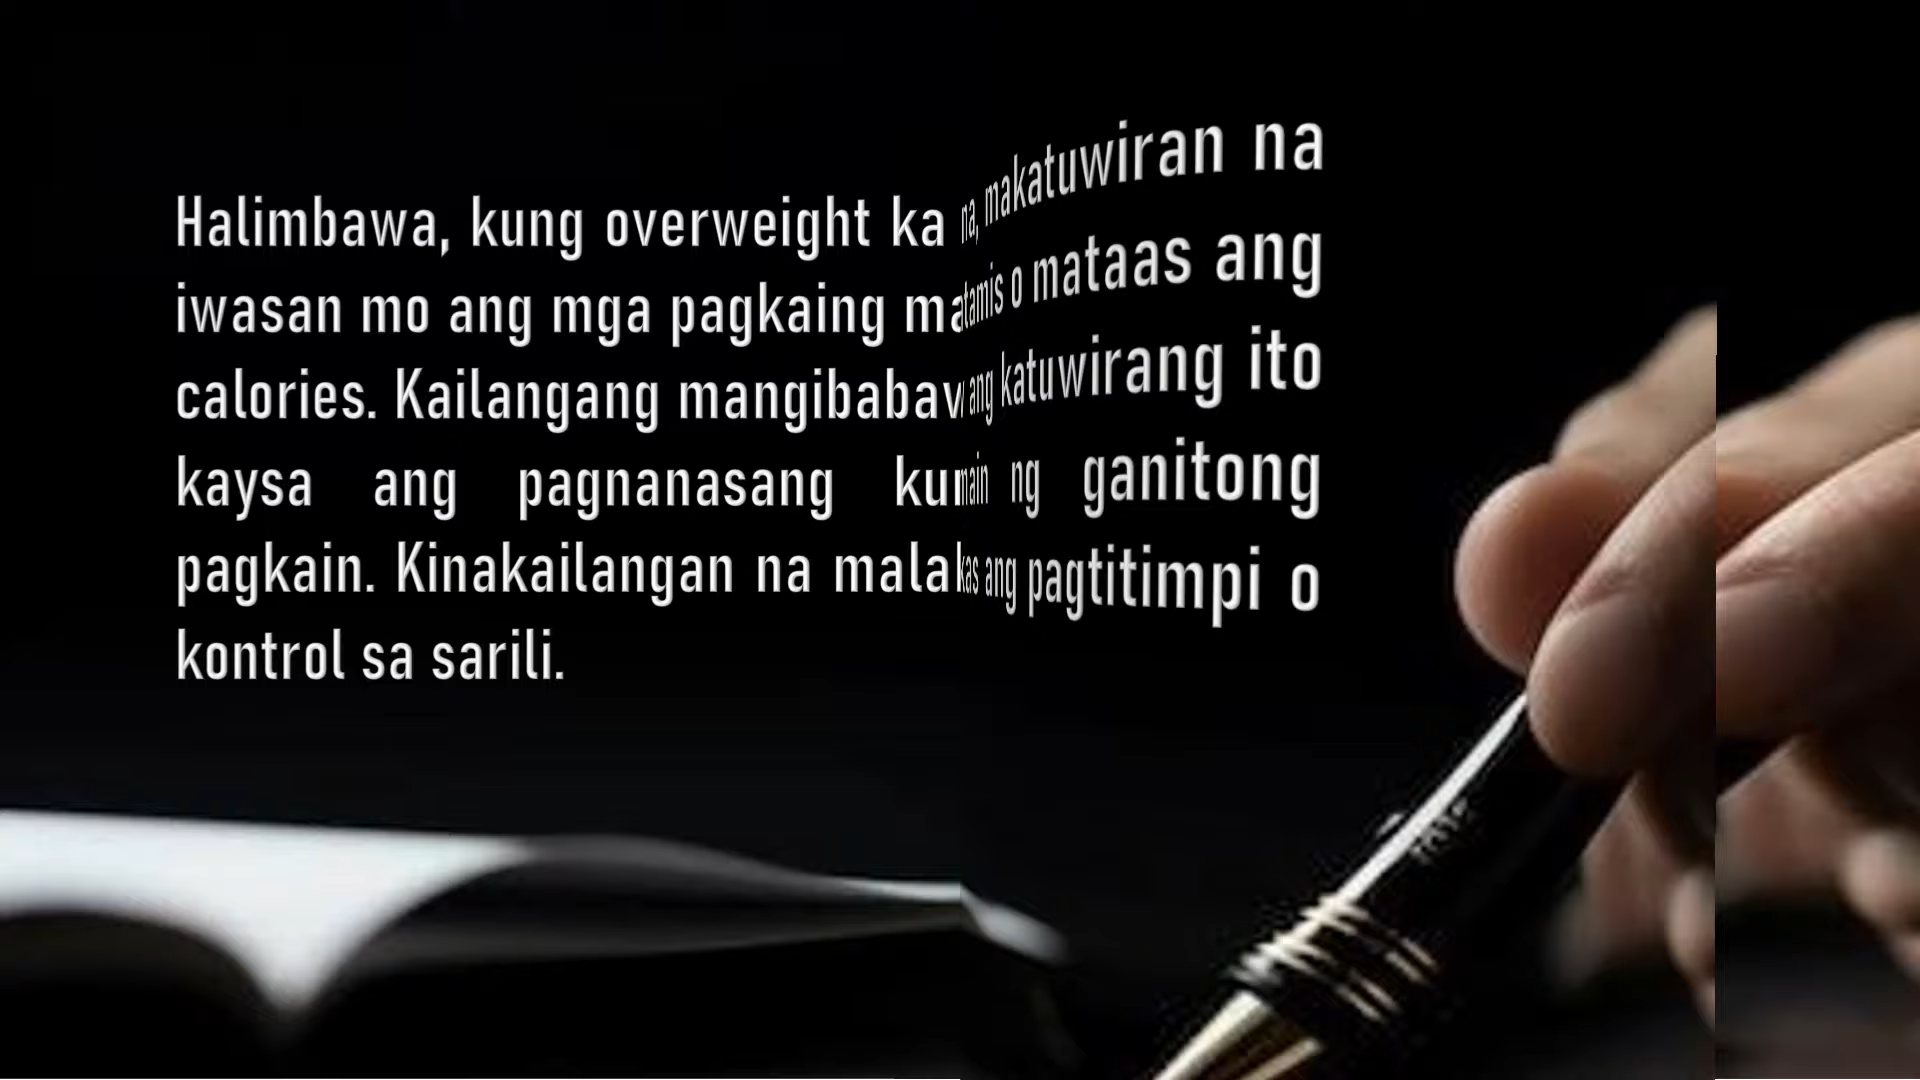 Halimbawa, kung overweight ka na, makatuwiran na
iwasan mo ang mga pagkaing matamis o mataas ang
calories. Kailangang mangibabaw ang katuwirang ito
kaysa ang pagnanasang kumain ng ganitong
pagkain. Kinakailangan na malakas ang pagtitimpi o
kontrol sa sarili.